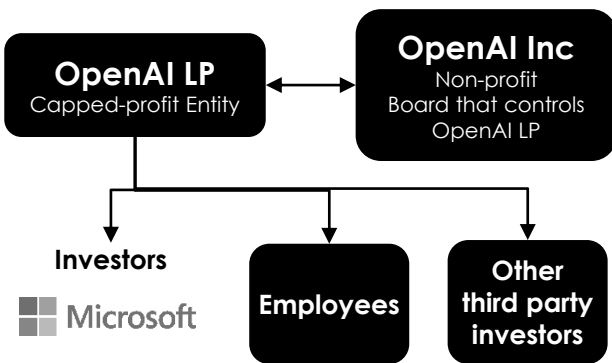 OpenAI LP
Capped-profit Entity
OpenAI Inc
Non-profit
Board that controls
OpenAI LP
Investors
Microsoft
Employees
Other
third party
investors